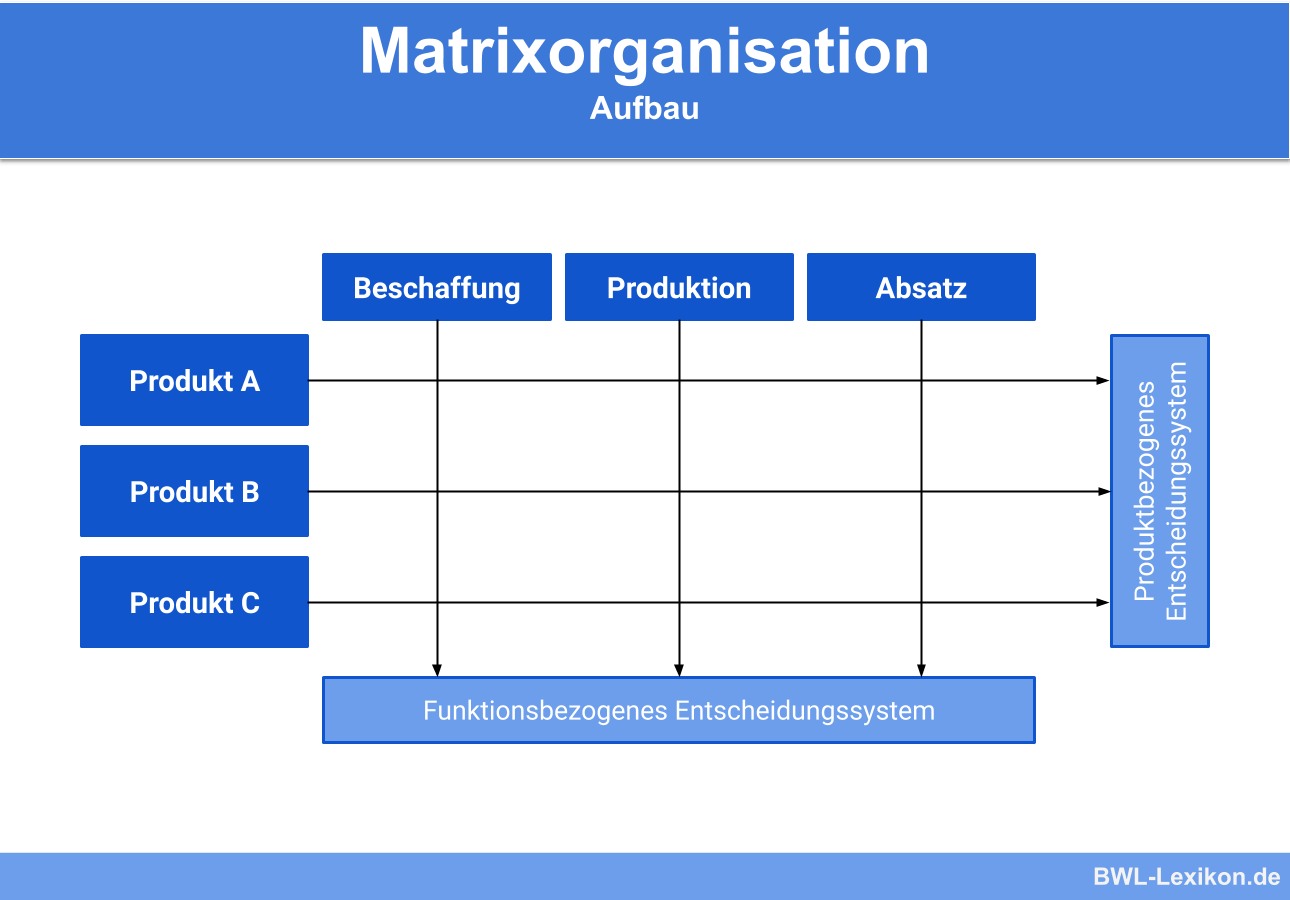 Matrixorganisation
Aufbau
Beschaffung
Produktion
Absatz
Produkt A
Produkt B
Produkt C
Produktbezogenes
Entscheidungssystem
Funktionsbezogenes Entscheidungssystem
BWL-Lexikon.de